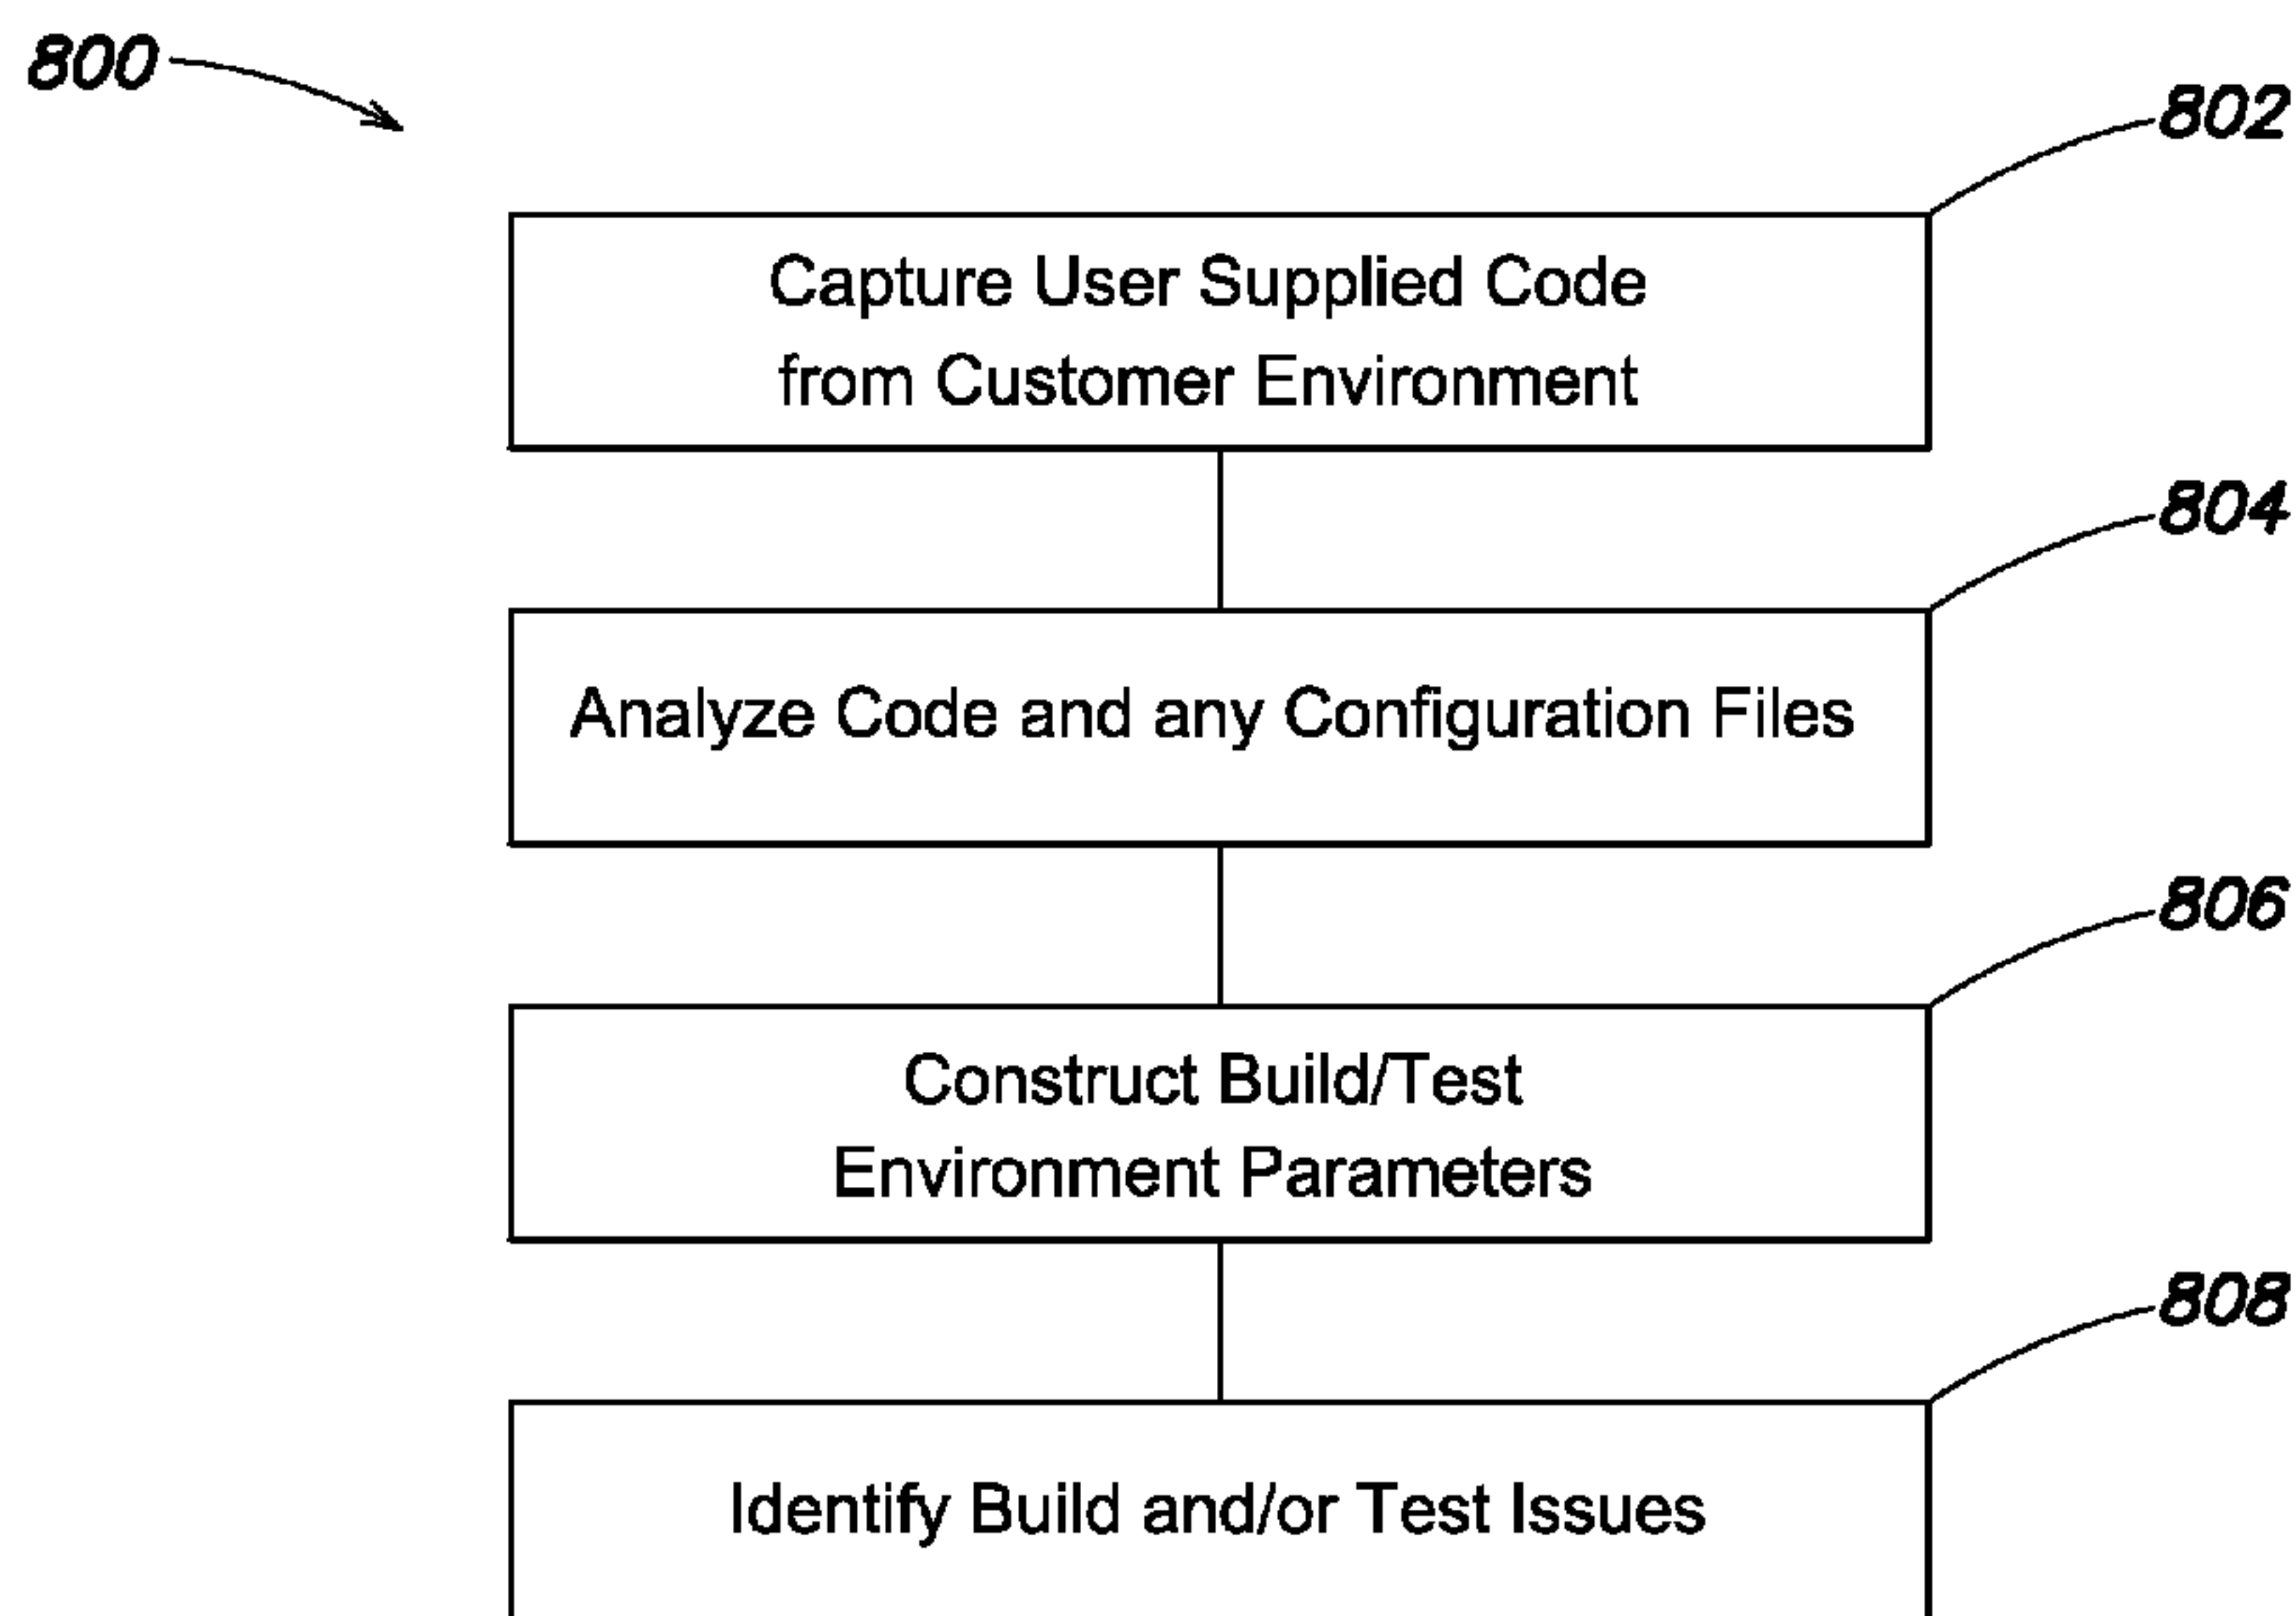 800
802
Capture User Supplied Code
from Customer Environment
804
Analyze Code and any Configuration Files
806
Construct Build/Test
Environment Parameters
808
Identify Build and/or Test Issues